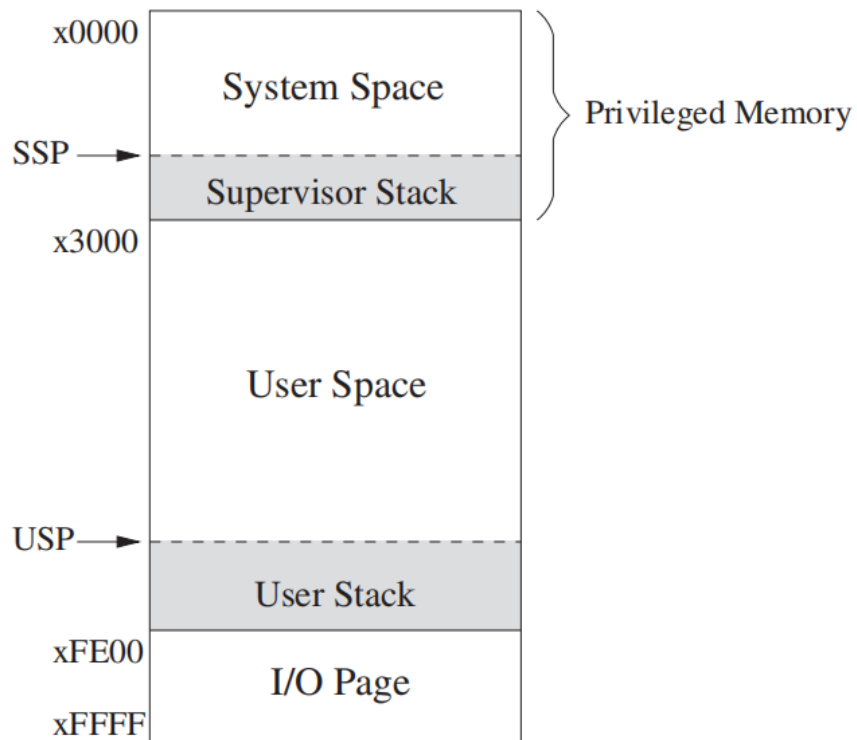 x0000
System Space
Privileged Memory
SSP
Supervisor Stack
x3000
User Space
USP
User Stack
xFE00
I/O Page
xFFFF